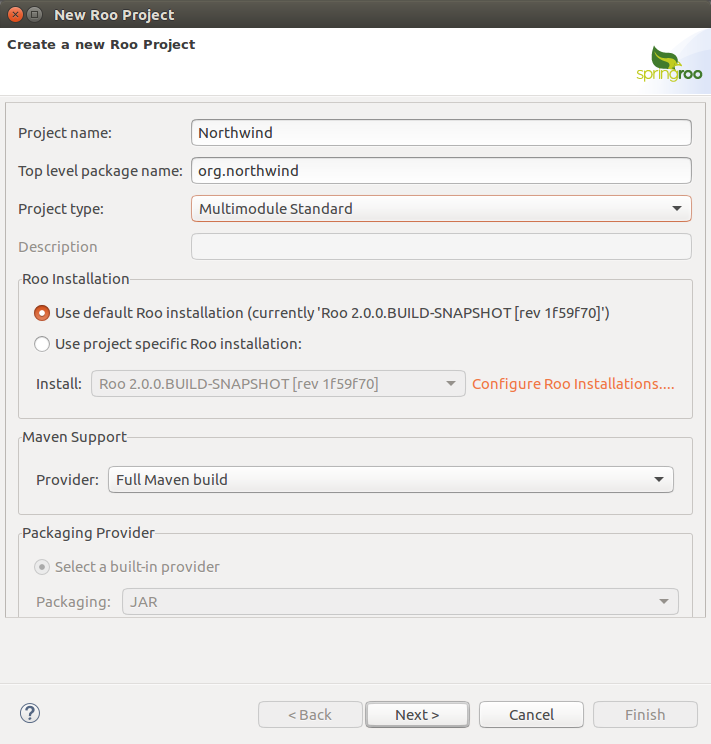 New Roo Project
Create a new Roo Project
springroo
Project name: Northwind
Top level package name: org.northwind
Project type: Multimodule Standard
Description
Roo Installation
Use default Roo installation (currently 'Roo 2.0.0.BUILD-SNAPSHOT [rev 1f59f70]')
Use project specific Roo installation:
Install: Roo 2.0.0.BUILD-SNAPSHOT [rev 1f59f70] Configure Roo Installations....
Maven Support
Provider: Full Maven build
Packaging Provider
Select a built-in provider
Packaging: JAR
? < Back Next > Cancel Finish